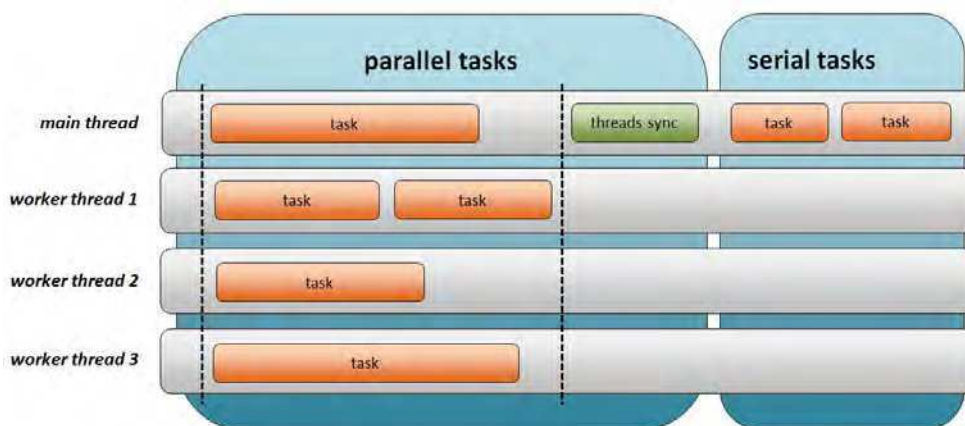 parallel tasks serial tasks
main thread task threads sync task task
worker thread 1 task task
worker thread 2 task
worker thread 3 task